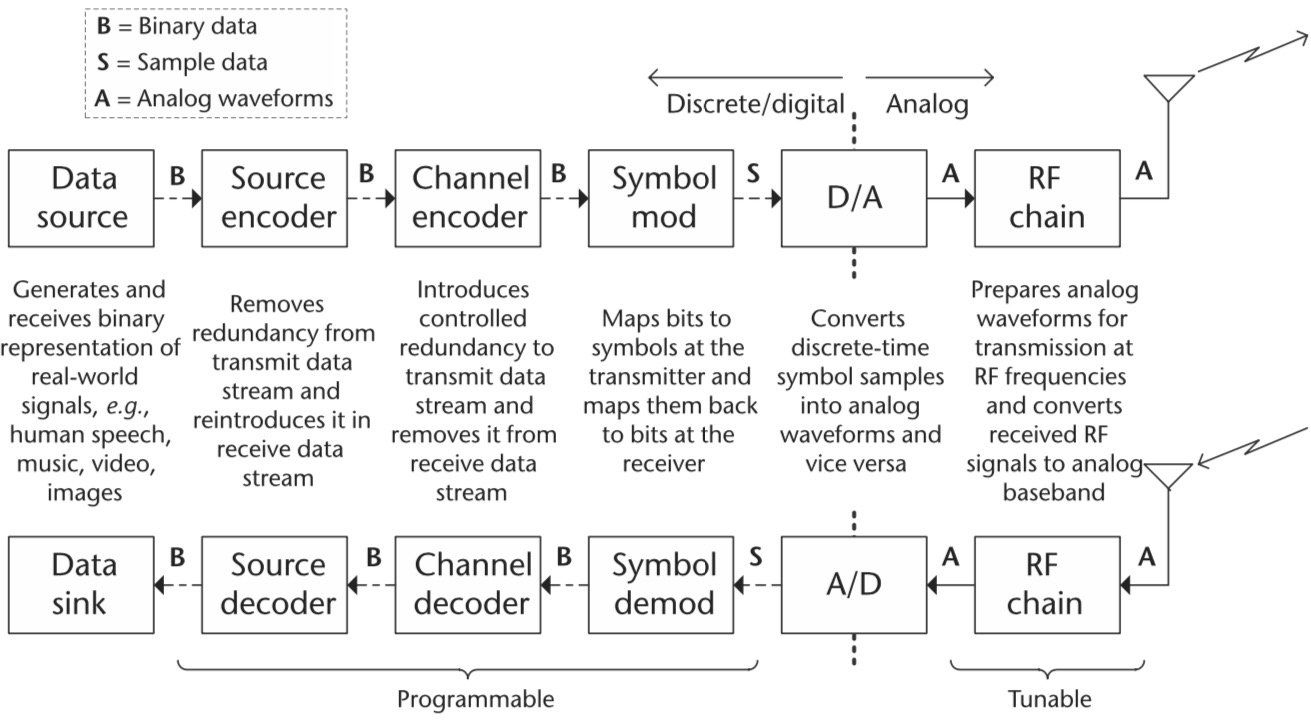 B = Binary data
S = Sample data
A = Analog waveforms
Discrete/digital
Analog
Data
source
B
Source
encoder
B
Channel
encoder
B
Symbol
mod
S
D/A
A
RF
chain
A
Generates and
receives binary
representation of
real-world
signals, e.g.,
human speech,
music, video,
images
Removes
redundancy from
transmit data
stream and
reintroduces it in
receive data
stream
Introduces
controlled
redundancy to
transmit data
stream and
removes it from
receive data
stream
Maps bits to
symbols at the
transmitter and
maps them back
to bits at the
receiver
Converts
discrete-time
symbol samples
into analog
waveforms and
vice versa
Prepares analog
waveforms for
transmission at
RF frequencies
and converts
received RF
signals to analog
baseband
Data
sink
B
Source
decoder
B
Channel
decoder
B
Symbol
demod
S
A/D
A
RF
chain
A
Programmable
Tunable